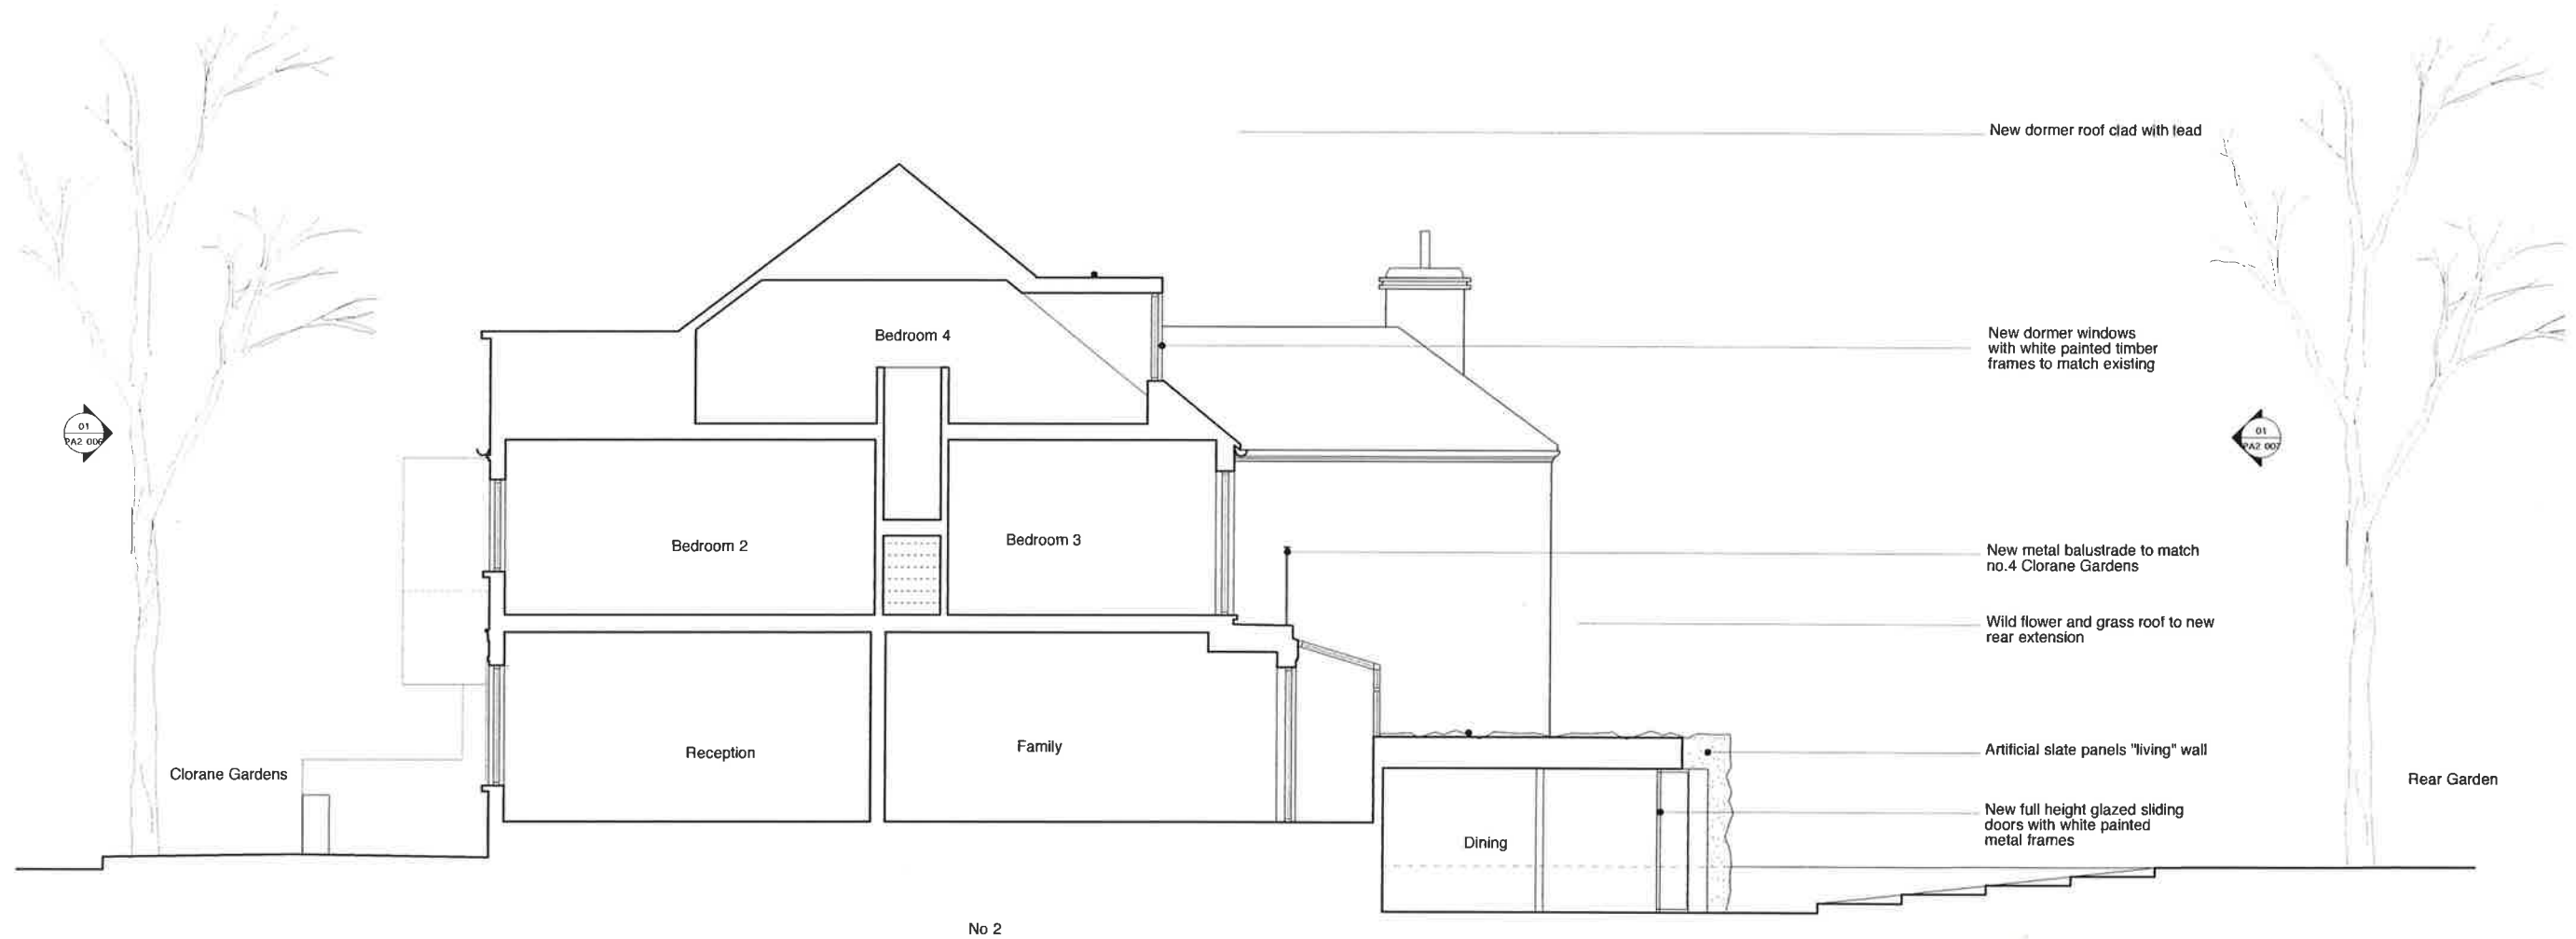 New dormer roof clad with lead
New dormer windows
with white painted timber
frames to match existing
Bedroom 4
01
PA2 006
01
PA2 007
Bedroom 2
Bedroom 3
New metal balustrade to match
no.4 Clorane Gardens
Wild flower and grass roof to new
rear extension
Reception
Family
Artificial slate panels "living" wall
Clorane Gardens
Rear Garden
New full height glazed sliding
doors with white painted
metal frames
Dining
No 2